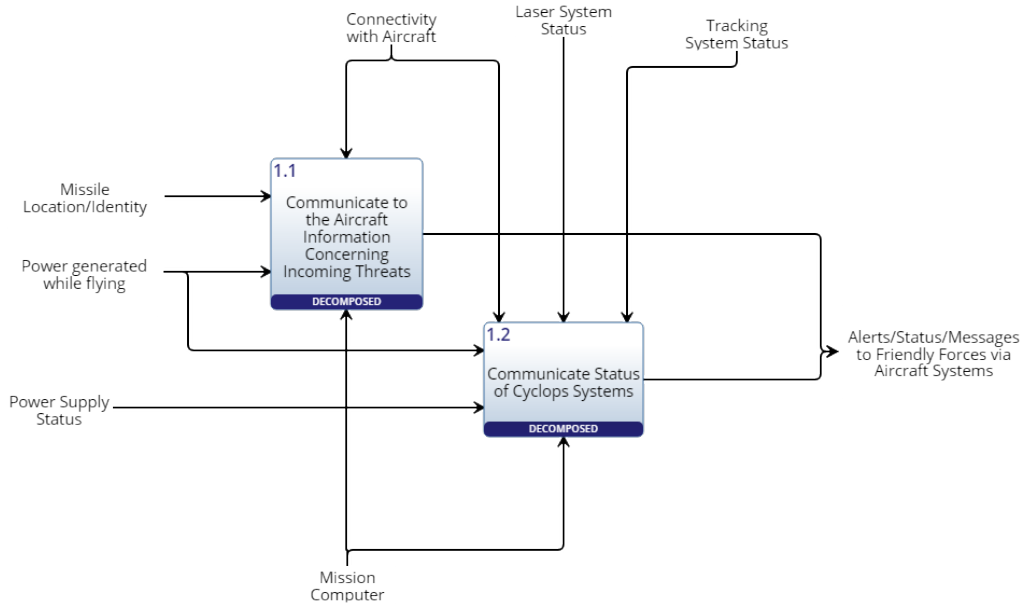 Connectivity
with Aircraft
Laser System
Status
Tracking
System Status
1.1
Communicate to
the Aircraft
Information
Concerning
Incoming Threats
DECOMPOSED
Missile
Location/Identity
Power generated
while flying
1.2
Communicate Status
of Cyclops Systems
DECOMPOSED
Power Supply
Status
Alerts/Status/Messages
to Friendly Forces via
Aircraft Systems
Mission
Computer